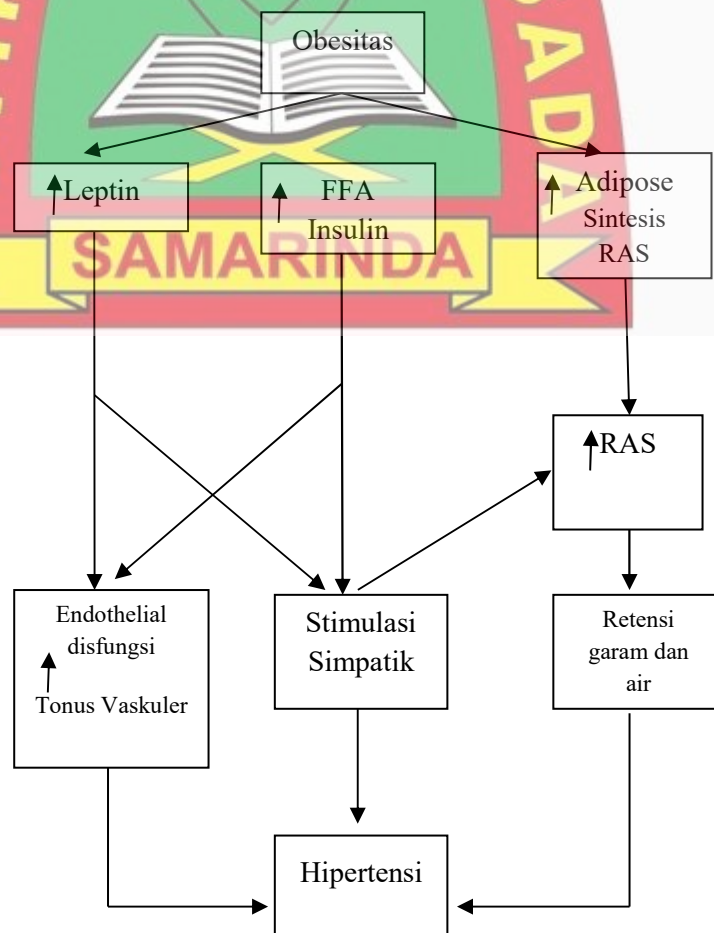 Obesitas
Leptin
FFA
Insulin
Adipose
Sintesis
RAS
SAMARINDA
RAS
Endothelial
disfungsi
Tonus Vaskuler
Stimulasi
Simpatik
Retensi
garam dan
air
Hipertensi